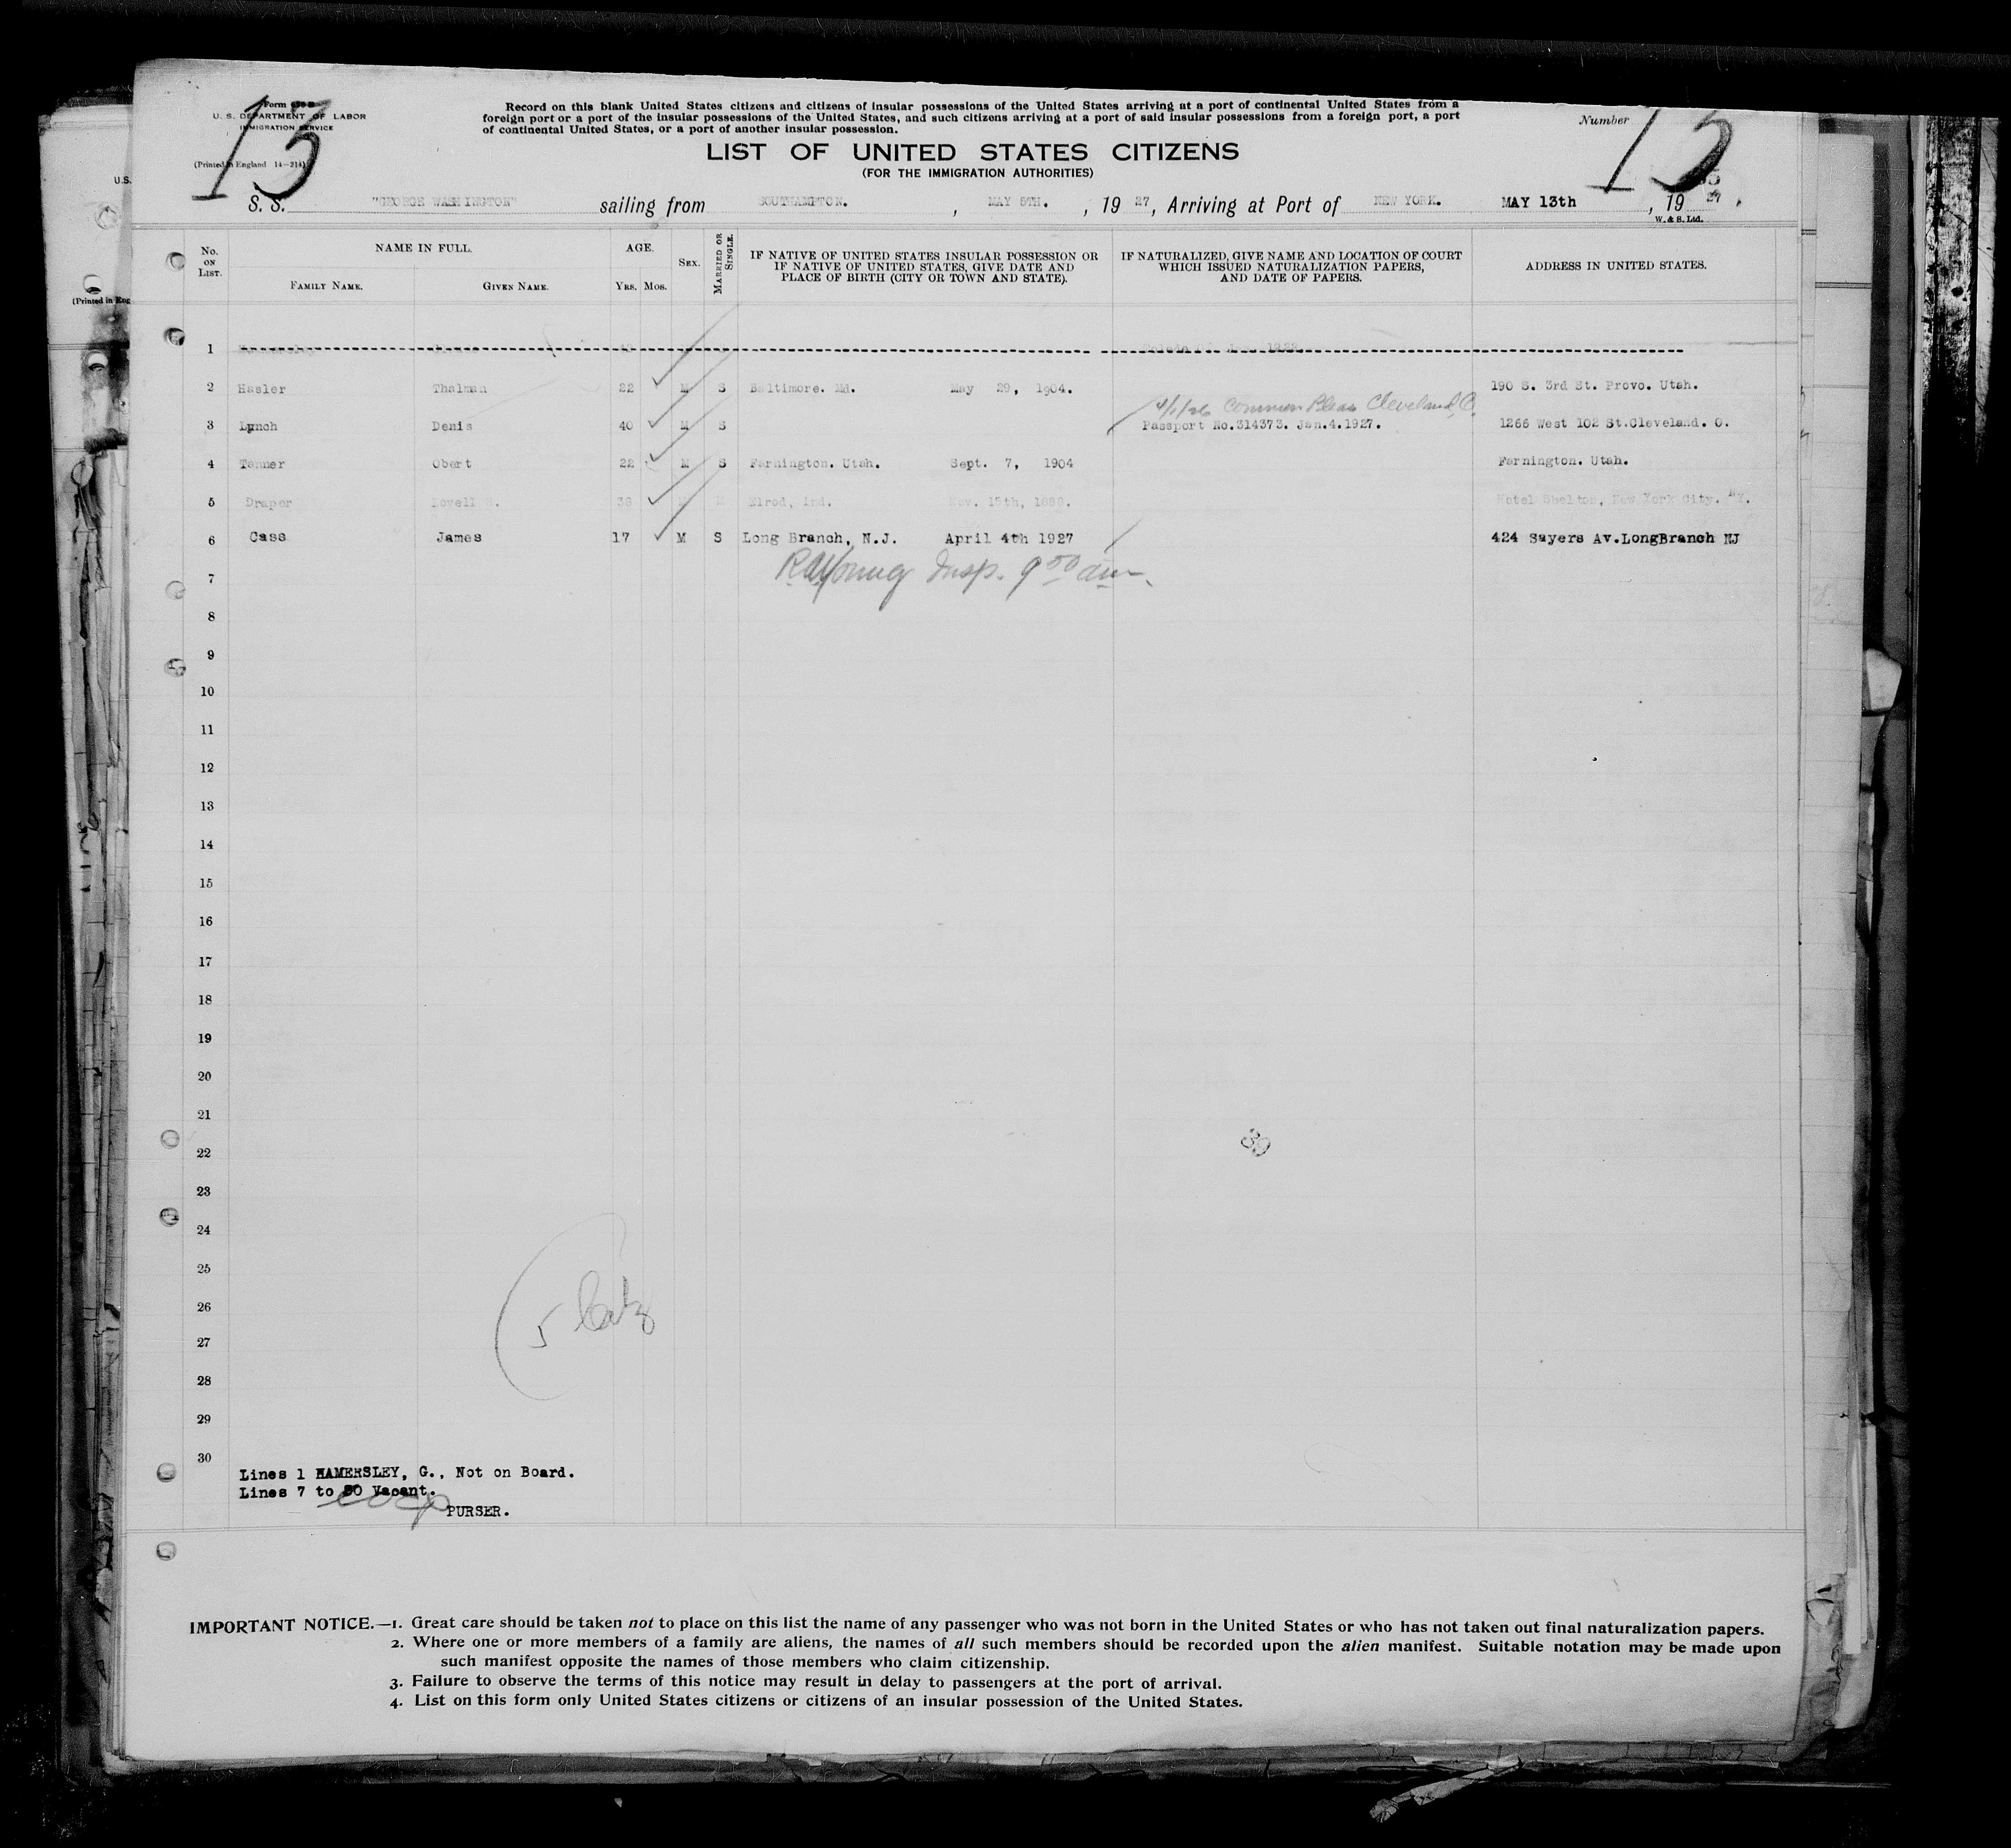 13
13
Form
U. S. DEPARTMENT OF LABOR
IMMIGRATION SERVICE
(Printed in England 14—214)
U.S.
(Printed in Eng
Record on this blank United States citizens and citizens of insular possessions of the United States arriving at a port of continental United States from a
foreign port or a port of the insular possessions of the United States, and such citizens arriving at a port of said insular possessions from a foreign port, a port
of continental United States, or a port of another insular possession.
Number
LIST OF UNITED STATES CITIZENS
(FOR THE IMMIGRATION AUTHORITIES)
S. S. "GEORGE WASHINGTON" sailing from SOUTHAMPTON. , MAY 5TH. , 19 27, Arriving at Port of NEW YORK. MAY 13th , 19 27
W. & S. Ltd.
No. ON LIST. NAME IN FULL. FAMILY NAME. GIVEN NAME. AGE. YRS. MOS. SEX. MARRIED OR SINGLE. IF NATIVE OF UNITED STATES INSULAR POSSESSION OR IF NATIVE OF UNITED STATES, GIVE DATE AND PLACE OF BIRTH (CITY OR TOWN AND STATE). IF NATURALIZED, GIVE NAME AND LOCATION OF COURT WHICH ISSUED NATURALIZATION PAPERS, AND DATE OF PAPERS. ADDRESS IN UNITED STATES.
1
2 Hasler Thalman 22 M S Baltimore. Md. May 29, 1904. 190 S. 3rd St. Provo. Utah.
4/1/26 Common Pleas Cleveland, O.
3 Lynch Denis 40 M S Passport No.314373. Jan.4.1927. 1266 West 102 St.Cleveland. O.
4 Tanner Obert 22 M S Farmington. Utah. Sept. 7, 1904 Farmington. Utah.
5 Draper Lovell 38 M Elrod, Ind. Nov. 15th, 1888. Hotel Shelton, New York City. NY.
6 Cass James 17 M S Long Branch, N.J. April 4th 1927 424 Sayers Av.LongBranch NJ
7 Insp. 9 50 am
8
9
10
11
12
13
14
15
16
17
18
19
20
21
22
23
24
25
26
27
28
29
30
Lines 1 HAMERSLEY, G., Not on Board.
Lines 7 to 30 Vacant.
PURSER.
IMPORTANT NOTICE.—1. Great care should be taken not to place on this list the name of any passenger who was not born in the United States or who has not taken out final naturalization papers.
2. Where one or more members of a family are aliens, the names of all such members should be recorded upon the alien manifest. Suitable notation may be made upon
such manifest opposite the names of those members who claim citizenship.
3. Failure to observe the terms of this notice may result in delay to passengers at the port of arrival.
4. List on this form only United States citizens or citizens of an insular possession of the United States.